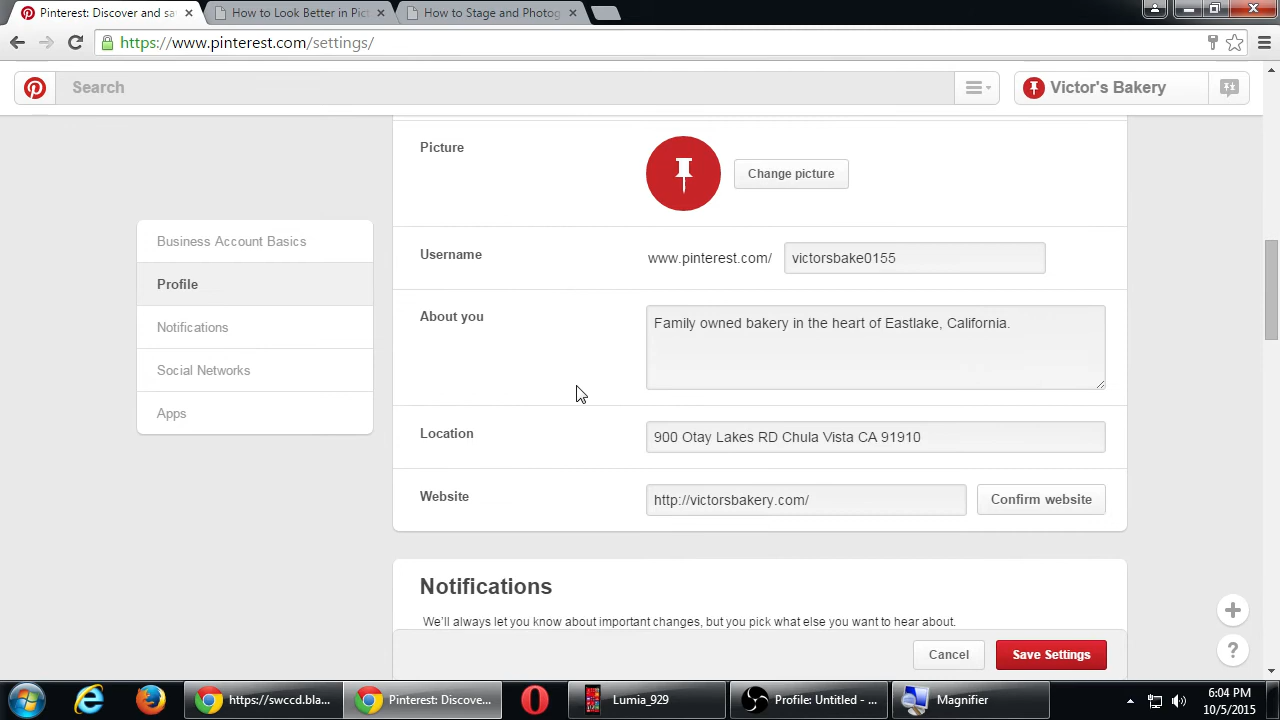 Pinterest: Discover and sa
How to Look Better in Pict
How to Stage and Photog
https://www.pinterest.com/settings/
Search
Victor's Bakery
Picture
Change picture
Business Account Basics
Username
www.pinterest.com/
victorsbake0155
Profile
About you
Family owned bakery in the heart of Eastlake, California.
Notifications
Social Networks
Apps
Location
900 Otay Lakes RD Chula Vista CA 91910
Website
http://victorsbakery.com/
Confirm website
Notifications
We'll always let you know about important changes, but you pick what else you want to hear about.
Cancel
Save Settings
?
https://swccd.bla...
Pinterest: Discove...
Lumia_929
Profile: Untitled - ...
Magnifier
6:04 PM
10/5/2015